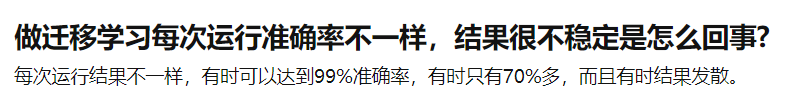 做迁移学习每次运行准确率不一样，结果很不稳定是怎么回事?
每次运行结果不一样，有时可以达到99%准确率，有时只有70%多，而且有时结果发散。